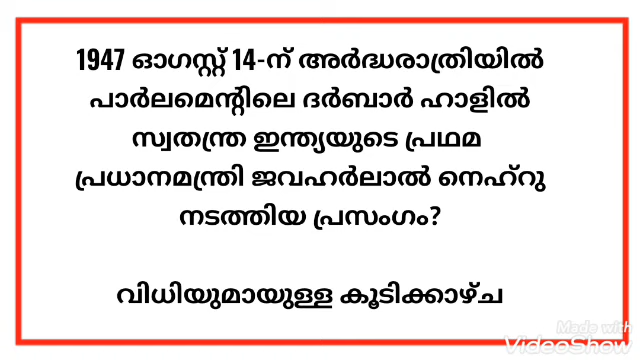 1947 ഓഗസ്റ്റ് 14-ന് അർദ്ധരാത്രിയിൽ
പാർലമെന്റിലെ ദർബാർ ഹാളിൽ
സ്വതന്ത്ര ഇന്ത്യയുടെ പ്രഥമ
പ്രധാനമന്ത്രി ജവഹർലാൽ നെഹ്റു
നടത്തിയ പ്രസംഗം?
വിധിയുമായുള്ള കൂടിക്കാഴ്ച
Made with
VideoShow